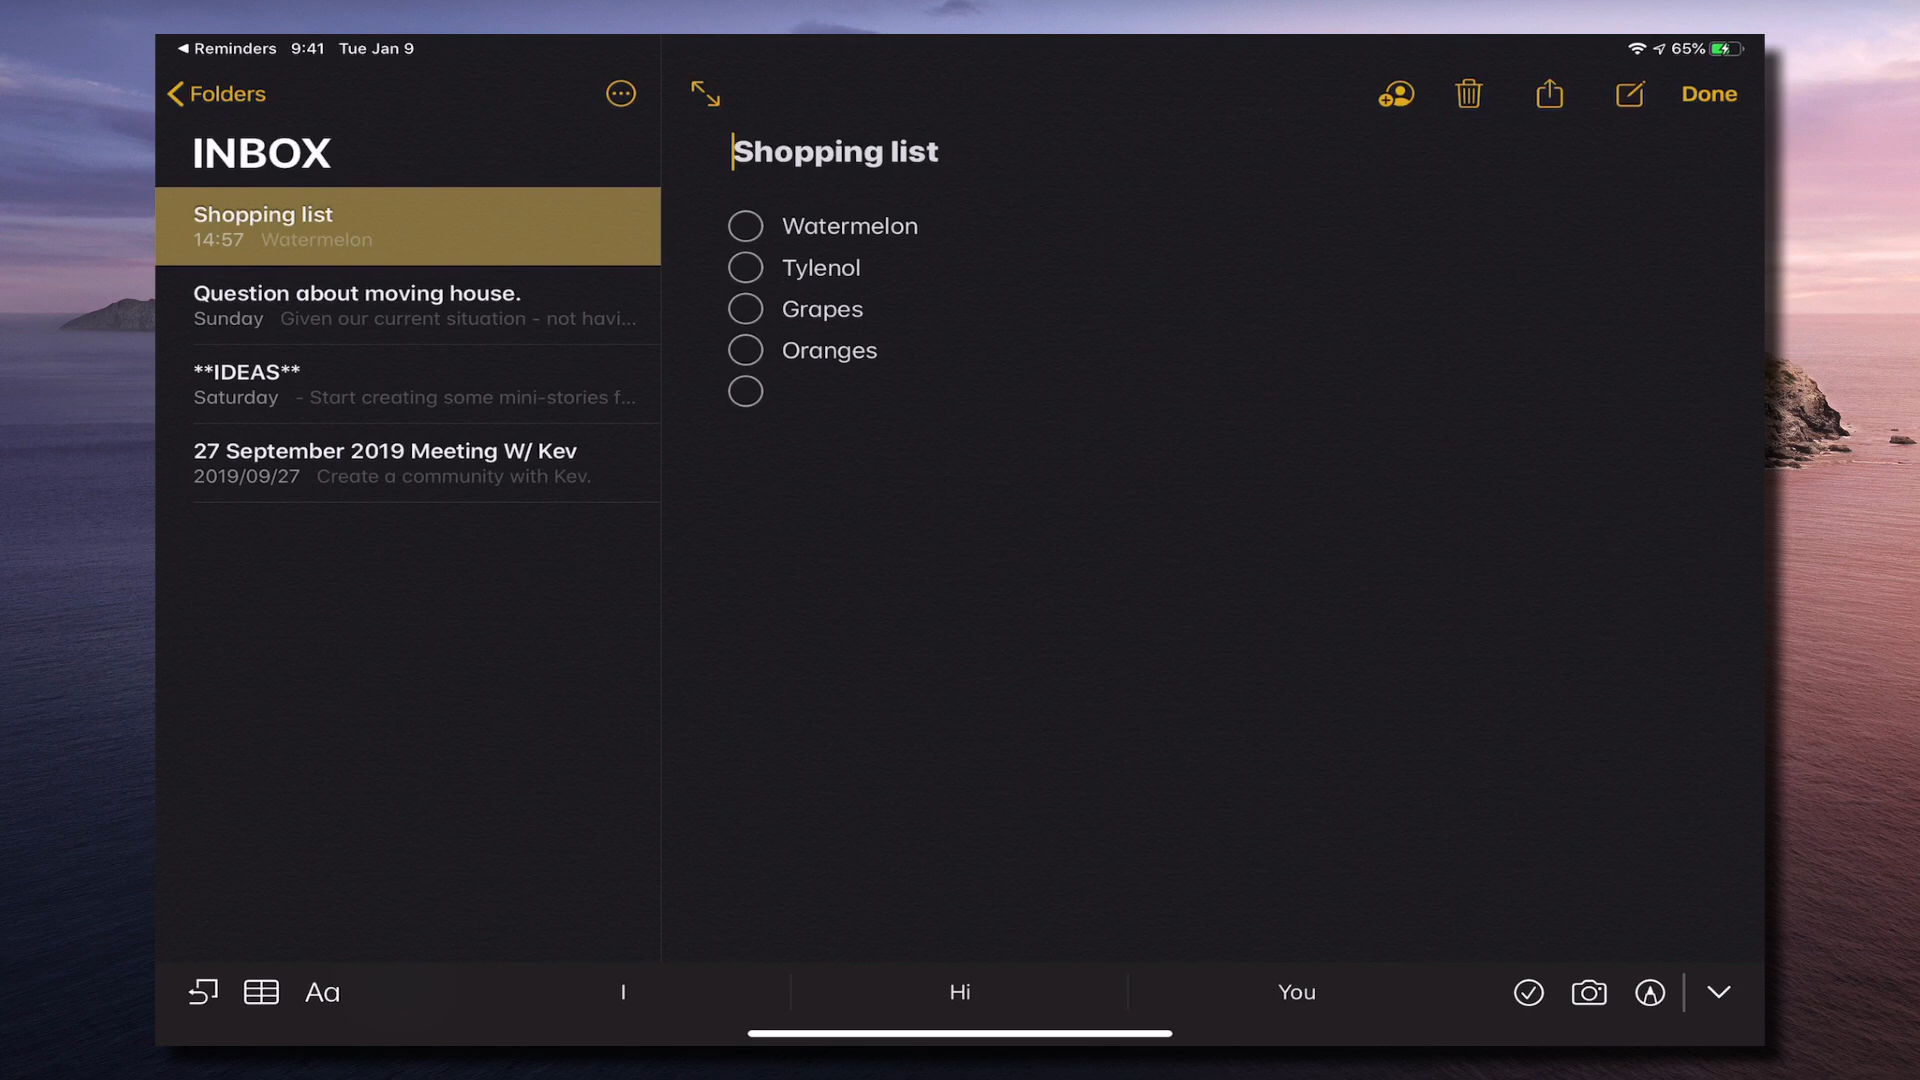 ◀ Reminders 9:41 Tue Jan 9
65%
Folders
Done
INBOX
Shopping list
14:57 Watermelon
Question about moving house.
Sunday Given our current situation - not havi...
**IDEAS**
Saturday - Start creating some mini-stories f...
27 September 2019 Meeting W/ Kev
2019/09/27 Create a community with Kev.
Shopping list
Watermelon
Tylenol
Grapes
Oranges
Aa
I
Hi
You